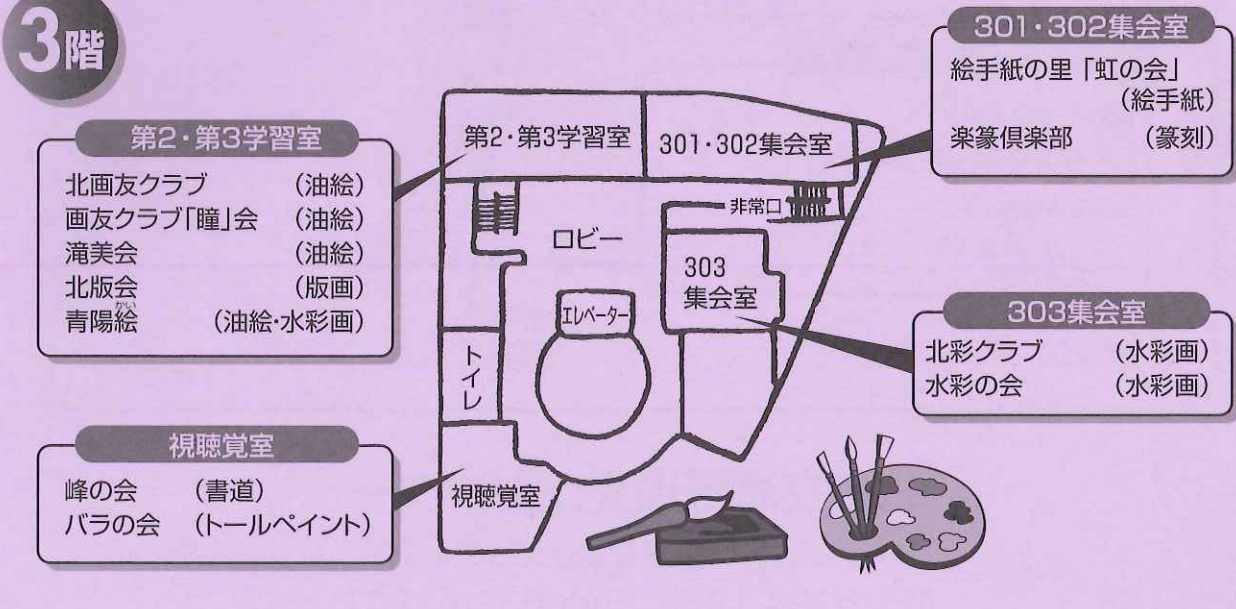 3階
第2・第3学習室
北画友クラブ (油絵)
画友クラブ「瞳」会 (油絵)
滝美会 (油絵)
北版会 (版画)
青陽絵 (油絵・水彩画)
かい
視聴覚室
峰の会 (書道)
バラの会 (トールペイント)
第2・第3学習室
301・302集会室
非常口
ロビー
303
集会室
エレベーター
トイレ
視聴覚室
301・302集会室
絵手紙の里「虹の会」
(絵手紙)
楽篆倶楽部 (篆刻)
303集会室
北彩クラブ (水彩画)
水彩の会 (水彩画)